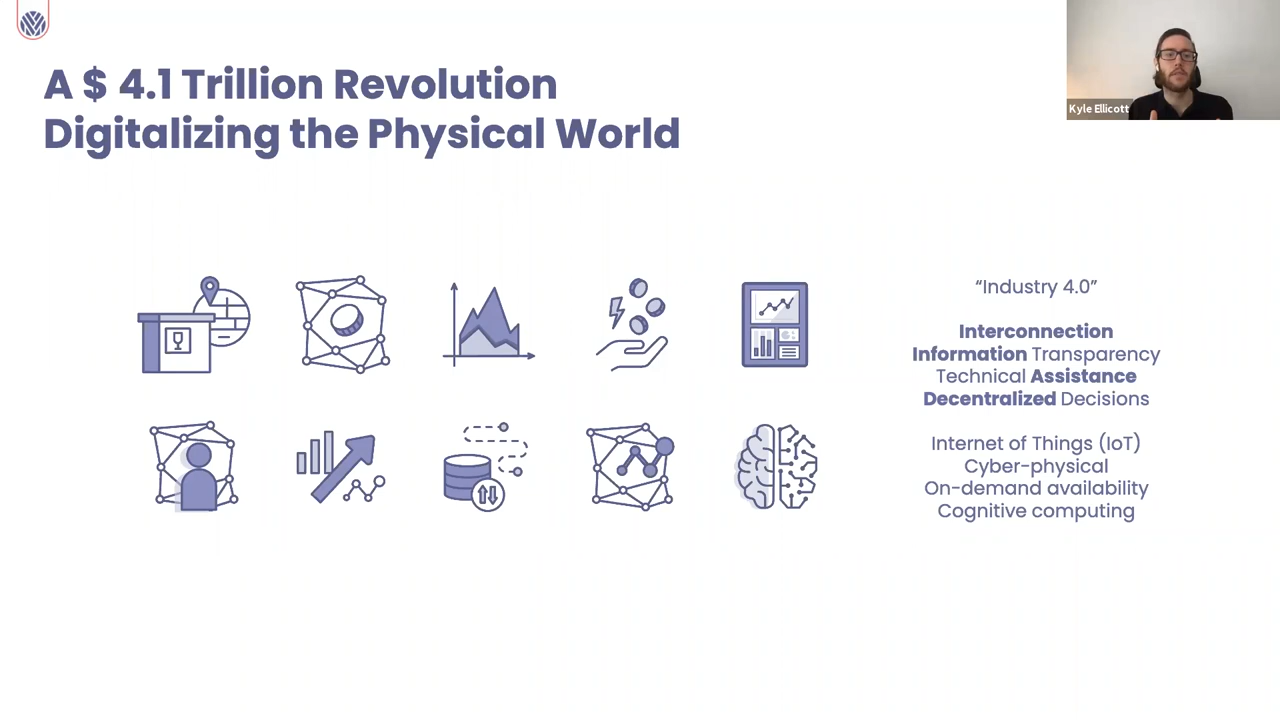 A $ 4.1 Trillion Revolution
Digitalizing the Physical World
Kyle Ellicott
“Industry 4.0”
Interconnection
Information Transparency
Technical Assistance
Decentralized Decisions
Internet of Things (IoT)
Cyber-physical
On-demand availability
Cognitive computing